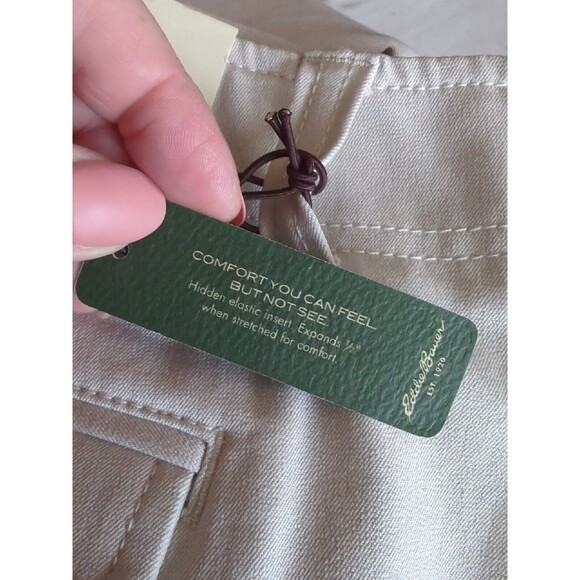 COMFORT YOU CAN FEEL
BUT NOT SEE.
Hidden elastic insert. Expands ½"
when stretched for comfort.
Eddie Bauer
EST. 1920